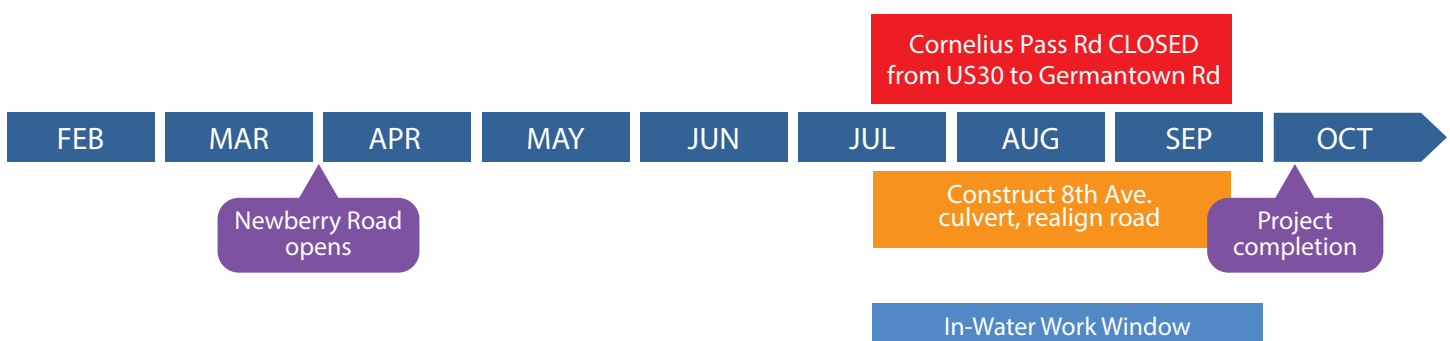 Cornelius Pass Rd CLOSED
from US30 to Germantown Rd
FEB MAR APR MAY JUN JUL AUG SEP OCT
Newberry Road
opens
Construct 8th Ave.
culvert, realign road
Project
completion
In-Water Work Window